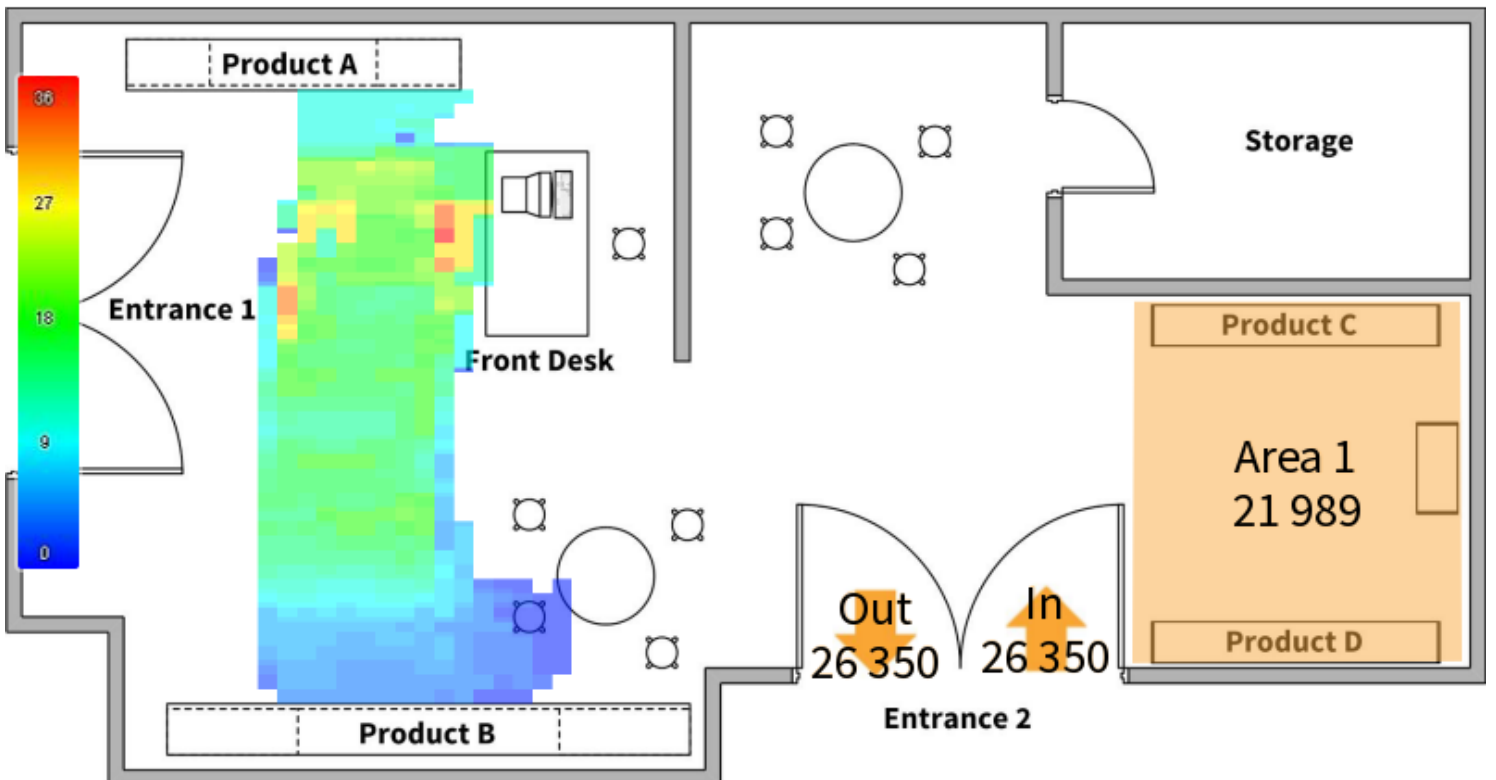 Product A
36
Storage
27
Entrance 1
18
Product C
Front Desk
9
Area 1
21 989
0
Out
In
26 350
26 350
Product D
Entrance 2
Product B